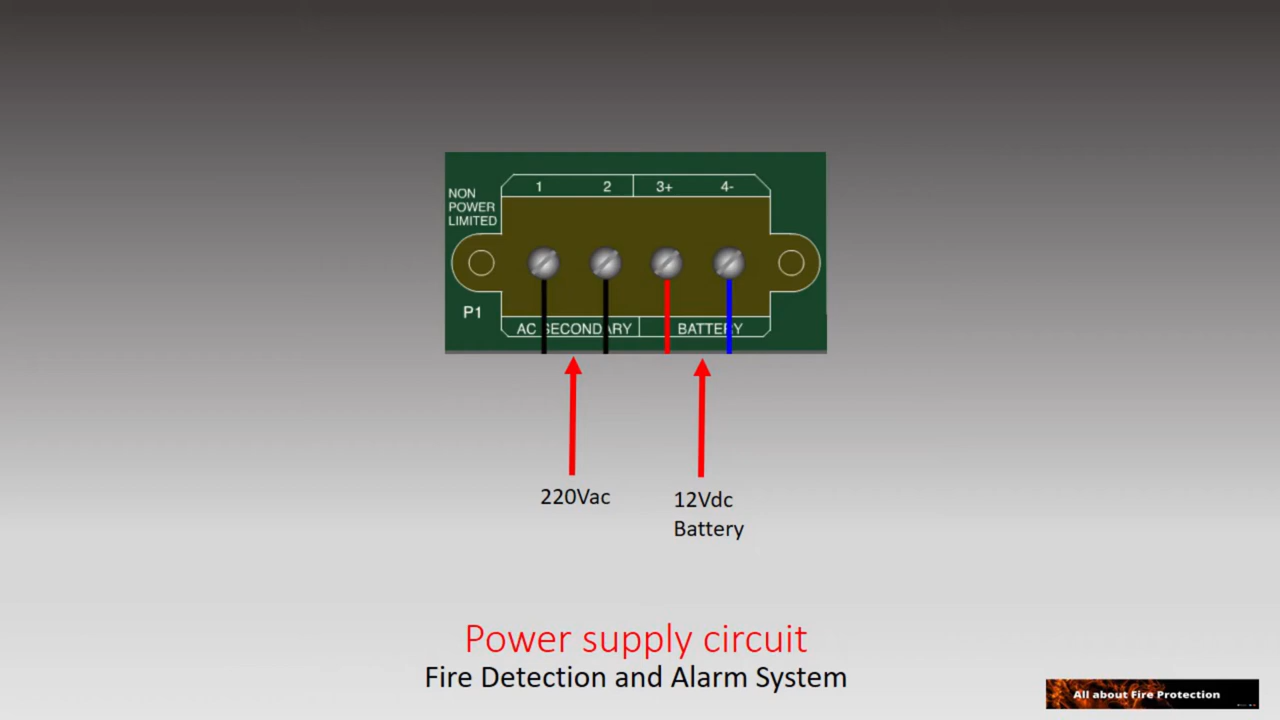 NON
POWER
LIMITED
1 2 3+ 4-
P1
AC SECONDARY BATTERY
220Vac
12Vdc
Battery
Power supply circuit
Fire Detection and Alarm System
All about Fire Protection